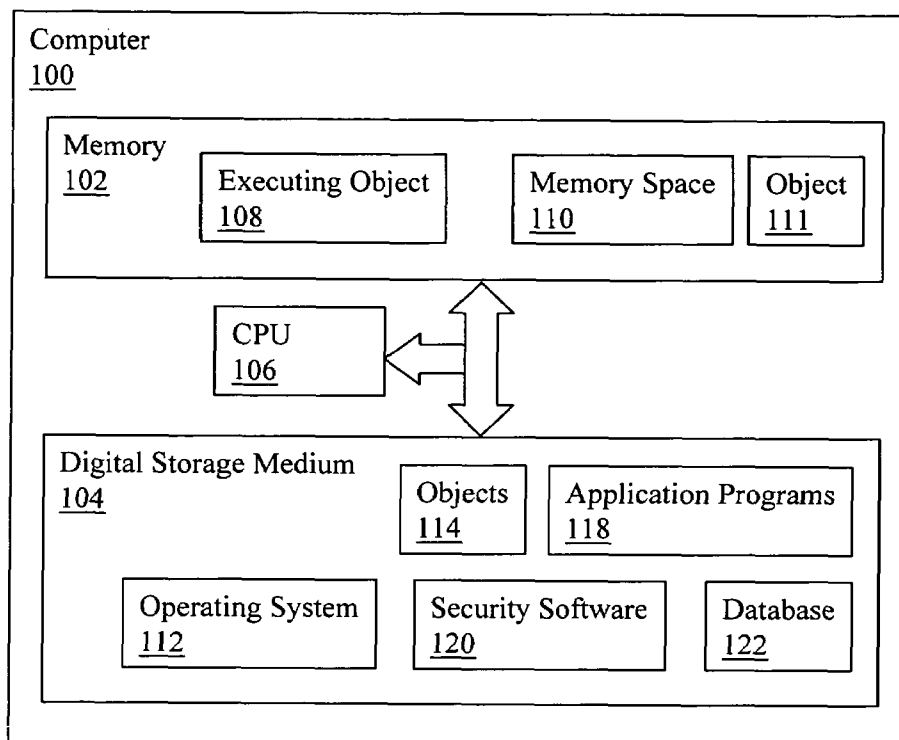 Computer
100
Memory
102
Executing Object
108
Memory Space
110
Object
111
CPU
106
Digital Storage Medium
104
Objects
114
Application Programs
118
Operating System
112
Security Software
120
Database
122